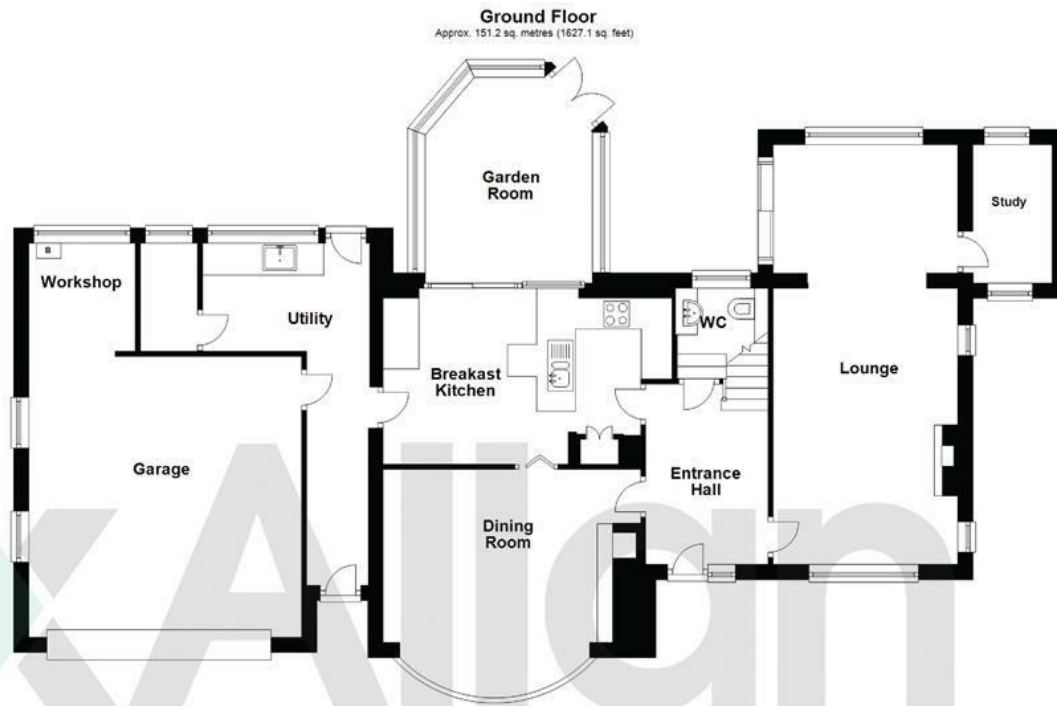 Ground Floor
Approx. 151.2 sq. metres (1627.1 sq. feet)
Garden
Room
Study
B
Workshop
Utility
WC
Breakast
Kitchen
Lounge
Garage
Entrance
Hall
Dining
Room
xAllan